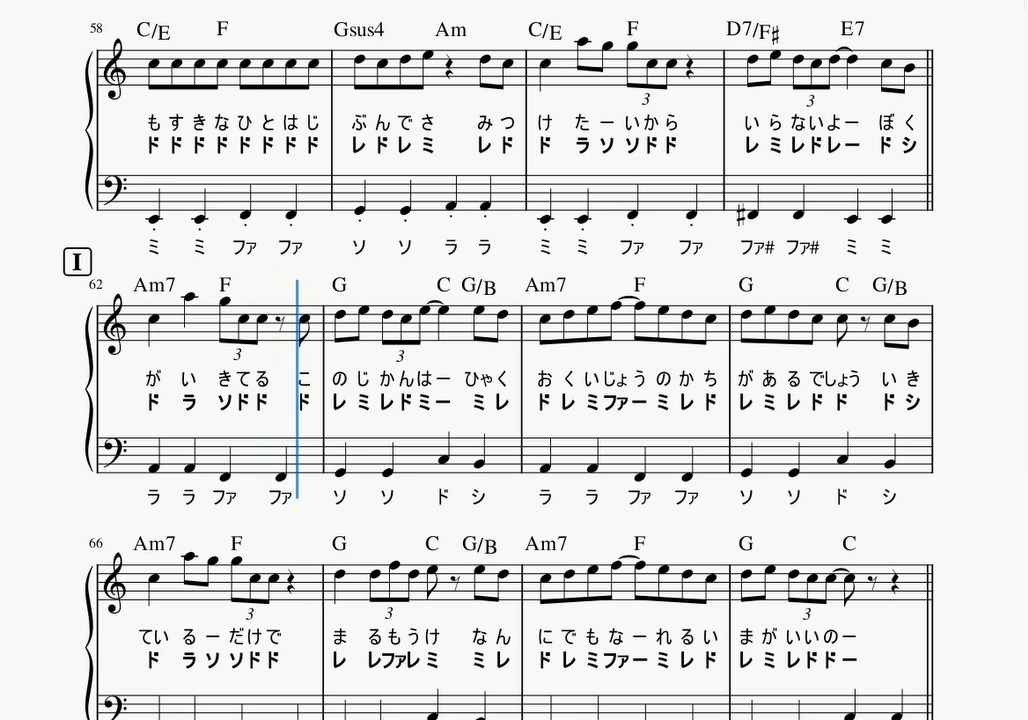 58 C/E F Gsus4 Am C/E F D7/F# E7
3 3
も す き な ひ と は じ ぶ ん で さ み つ け た ー いから い ら ないよー ぼ く
ド ド ド ド ド ド ド ド レ ド レ ミ レ ド ド ラ ソ ソドド レ ミ レドレー ド シ
ミ ミ ファ ファ ソ ソ ラ ラ ミ ミ ファ ファ ファ# ファ# ミ ミ
I
62 Am7 F G C G/B Am7 F G C G/B
3 3
が い きてる こ の じ かんはー ひゃく お く いじょう の か ち が あ る でしょう い き
ド ラ ソドド ド レ ミ レドミー ミ レ ド レ ミファー ミ レ ド レ ミ レ ド ド ド シ
ラ ラ ファ ファ ソ ソ ド シ ラ ラ ファ ファ ソ ソ ド シ
66 Am7 F G C G/B Am7 F G C
3 3 3
てい る ー だけで ま るもうけ な ん に で も な ー れ る い ま が いいのー
ド ラ ソ ソドド レ レファレ ミ ミ レ ド レ ミファー ミ レ ド レ ミ レドドー